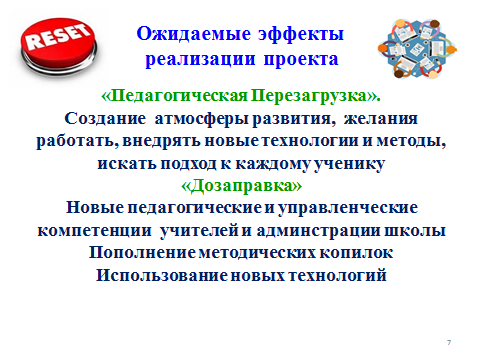 RESET
Ожидаемые эффекты
реализации проекта
«Педагогическая Перезагрузка».
Создание атмосферы развития, желания
работать, внедрять новые технологии и методы,
искать подход к каждому ученику
«Дозаправка»
Новые педагогические и управленческие
компетенции учителей и админстрации школы
Пополнение методических копилок
Использование новых технологий
7